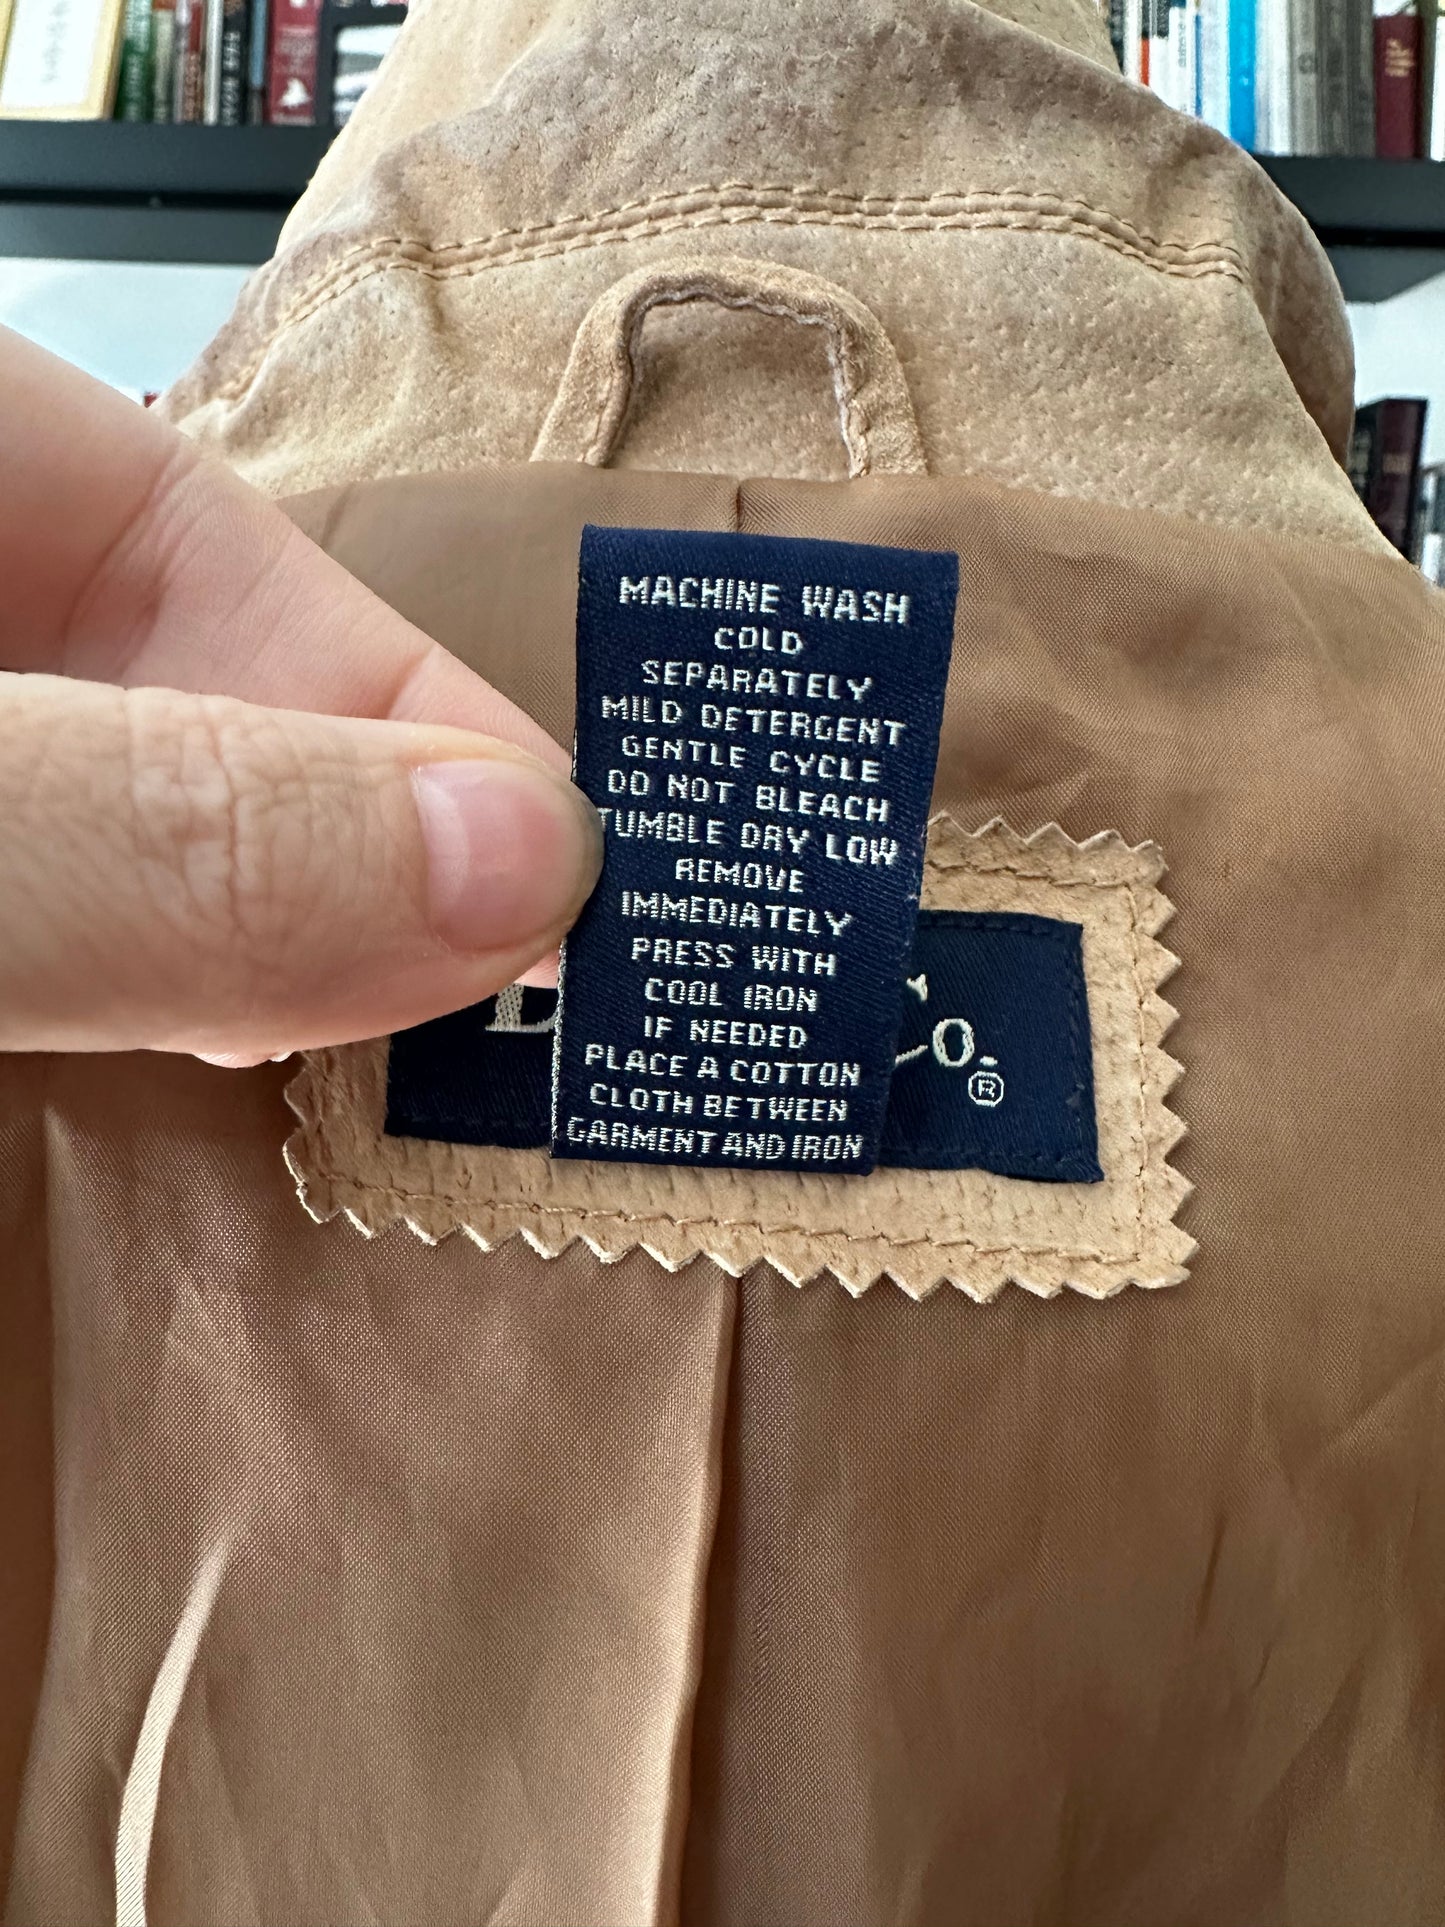 MACHINE WASH
COLD
SEPARATELY
MILD DETERGENT
GENTLE CYCLE
DO NOT BLEACH
TUMBLE DRY LOW
REMOVE
IMMEDIATELY
PRESS WITH
COOL IRON
IF NEEDED
PLACE A COTTON
CLOTH BETWEEN
GARMENT AND IRON
®